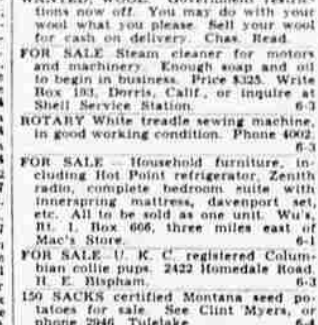 WANTED, WOOL. Government restric-
tions now off. You may do with your
wool what you please. Sell your wool
for cash on delivery. Chas. Read.
FOR SALE Steam cleaner for motors
and machinery. Enough soap and oil
to begin in business. Price $325. Write
Box 193, Dorris, Calif., or inquire at
Shell Service Station. 6-3
ROTARY White treadle sewing machine,
in good working condition. Phone 4002.
6-3
FOR SALE — Household furniture, in-
cluding Hot Point refrigerator, Zenith
radio, complete bedroom suite with
innerspring mattress, davenport set,
etc. All to be sold as one unit. Wu's,
Rt. 1, Box 666, three miles east of
Mac's Store. 6-1
FOR SALE—U. K. C. registered Colum-
bian collie pups. 2422 Homedale Road.
H. E. Bispham. 6-3
150 SACKS certified Montana seed po-
tatoes for sale. See Clint Myers, or
phone 2946 Tulelake. 6-4